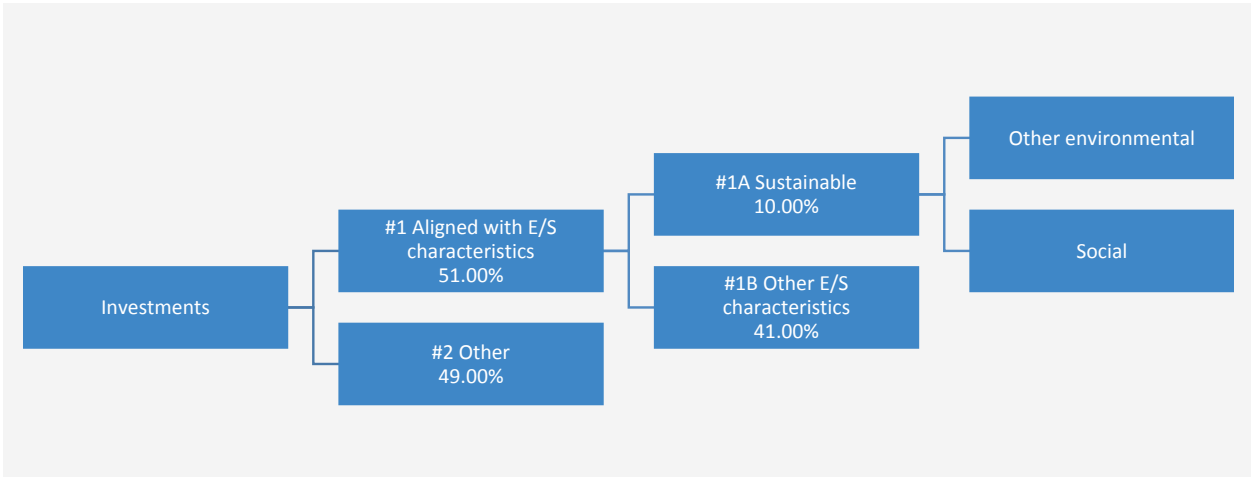 Investments
#1 Aligned with E/S
characteristics
51.00%
#2 Other
49.00%
#1A Sustainable
10.00%
#1B Other E/S
characteristics
41.00%
Other environmental
Social